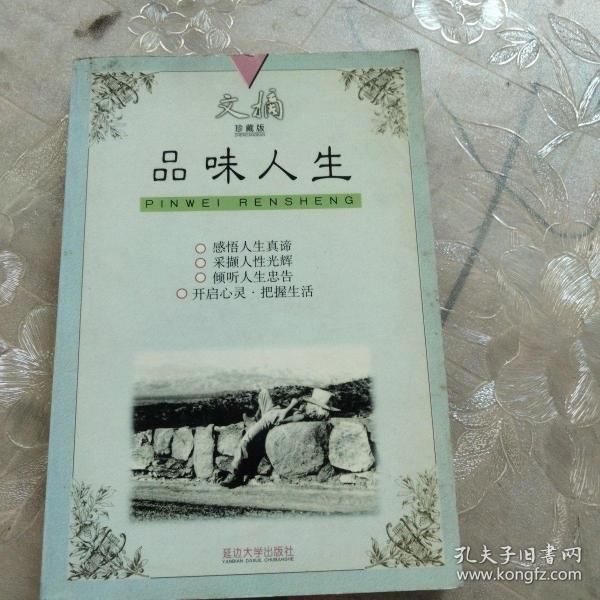 文摘
珍藏版
ZHENCANGBAN
品味人生
PINWEI RENSHENG
感悟人生真谛
采撷人性光辉
倾听人生忠告
开启心灵·把握生活
延边大学出版社
YANBIAN DAXUE CHUBANSHE
孔夫子旧书网
www.kongfz.com